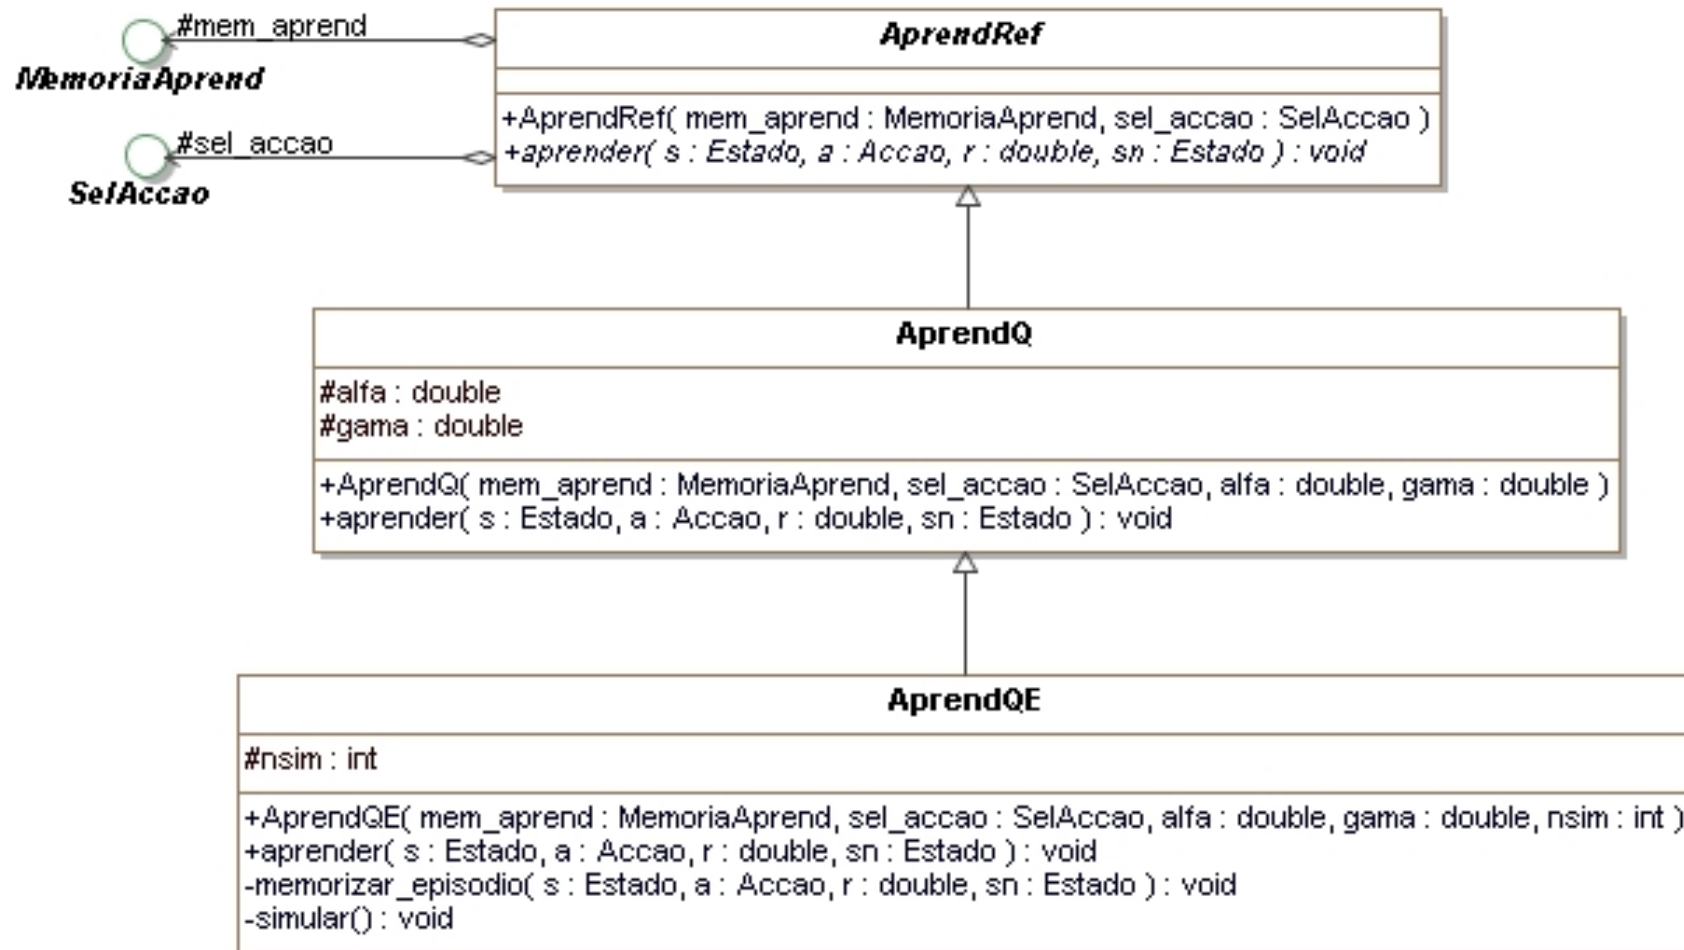 #mem_aprend
MemoriaAprend
#sel_accao
SelAccao
AprendRef
+AprendRef( mem_aprend : MemoriaAprend, sel_accao : SelAccao )
+aprender( s : Estado, a : Accao, r : double, sn : Estado ) : void
AprendQ
#alfa : double
#gama : double
+AprendQ( mem_aprend : MemoriaAprend, sel_accao : SelAccao, alfa : double, gama : double )
+aprender( s : Estado, a : Accao, r : double, sn : Estado ) : void
AprendQE
#nsim : int
+AprendQE( mem_aprend : MemoriaAprend, sel_accao : SelAccao, alfa : double, gama : double, nsim : int )
+aprender( s : Estado, a : Accao, r : double, sn : Estado ) : void
-memorizar_episodio( s : Estado, a : Accao, r : double, sn : Estado ) : void
-simular() : void